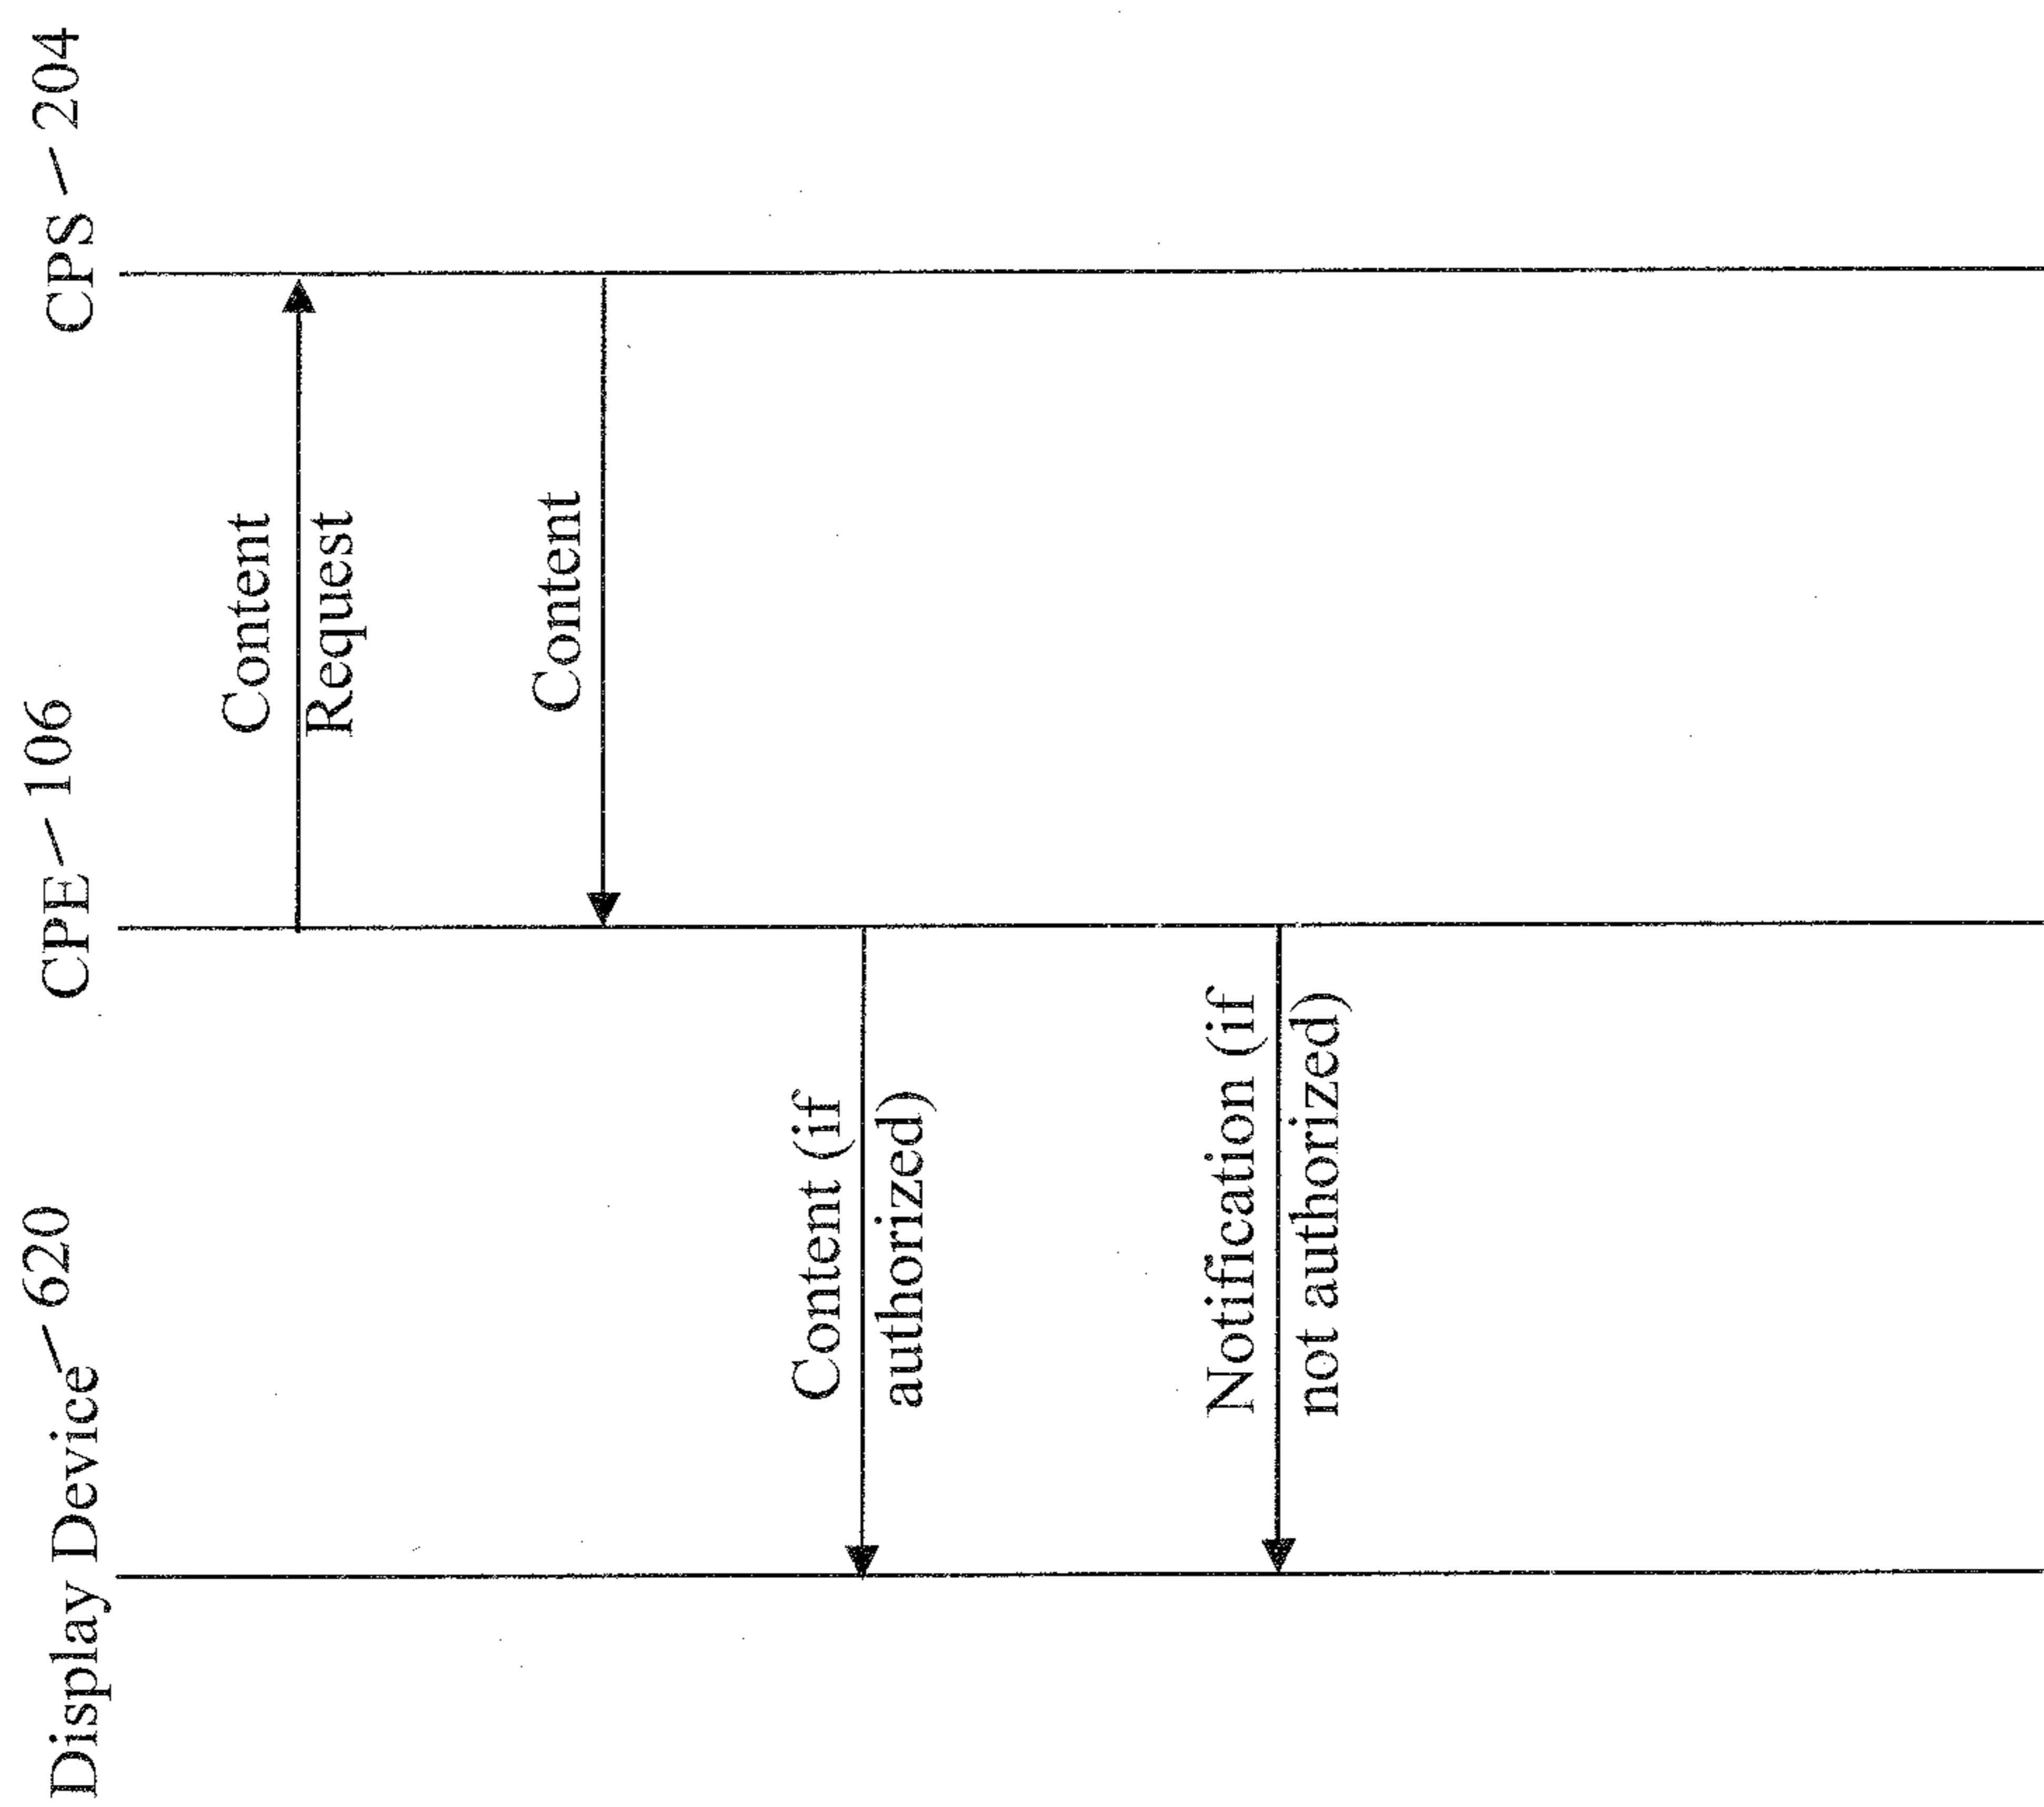 Display Device 620
CPE 106
CPS 204
Content
Request
Content
Content (if
authorized)
Notification (if
not authorized)